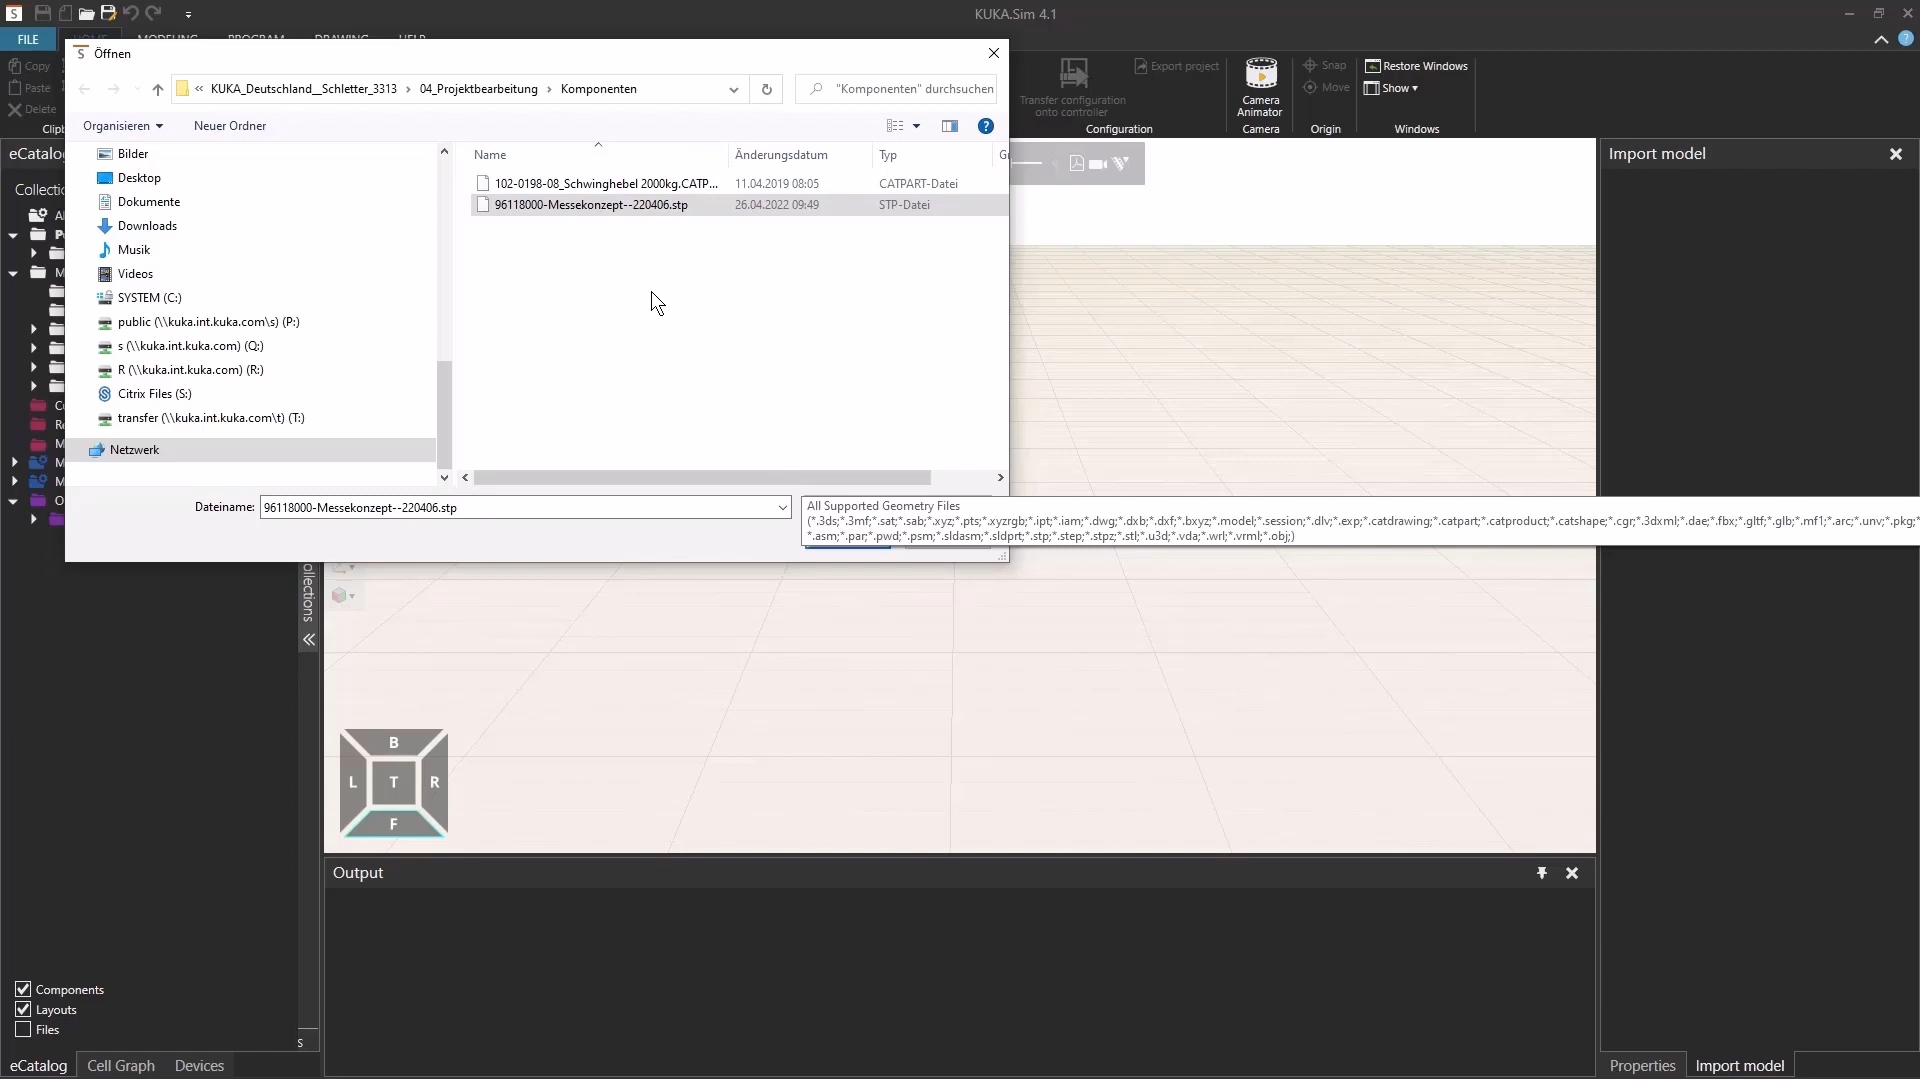 S
KUKA.Sim 4.1
FILE
HOME MODELING PROGRAM DRAWING HELP
?
Copy
Paste
Delete
S Öffnen
« KUKA_Deutschland__Schletter_3313 › 04_Projektbearbeitung › Komponenten
"Komponenten" durchsuchen
Organisieren
Neuer Ordner
?
Transfer configuration
onto controller
Export project
Configuration
Camera
Animator
Camera
Snap
Move
Origin
Restore Windows
Show
Windows
Bilder
Desktop
Dokumente
Downloads
Musik
Videos
SYSTEM (C:)
public (\\kuka.int.kuka.com\s) (P:)
s (\\kuka.int.kuka.com) (Q:)
R (\\kuka.int.kuka.com) (R:)
Citrix Files (S:)
transfer (\\kuka.int.kuka.com\t) (T:)
Netzwerk
Name Änderungsdatum Typ
102-0198-08_Schwinghebel 2000kg.CATP... 11.04.2019 08:05 CATPART-Datei
96118000-Messekonzept--220406.stp 26.04.2022 09:49 STP-Datei
Dateiname: 96118000-Messekonzept--220406.stp
All Supported Geometry Files
(*.3ds;*.3mf;*.sat;*.sab;*.xyz;*.pts;*.xyzrgb;*.ipt;*.iam;*.dwg;*.dxb;*.dxf;*.bxyz;*.model;*.session;*.dlv;*.exp;*.catdrawing;*.catpart;*.catproduct;*.catshape;*.cgr;*.3dxml;*.dae;*.fbx;*.gltf;*.glb;*.mf1;*.arc;*.unv;*.pkg;*
*.asm;*.par;*.pwd;*.psm;*.sldasm;*.sldprt;*.stp;*.step;*.stpz;*.stl;*.u3d;*.vda;*.wrl;*.vrml;*.obj;)
Import model
ollections
B
L T R
F
Output
Components
Layouts
Files
s
eCatalog
Cell Graph
Devices
Properties
Import model